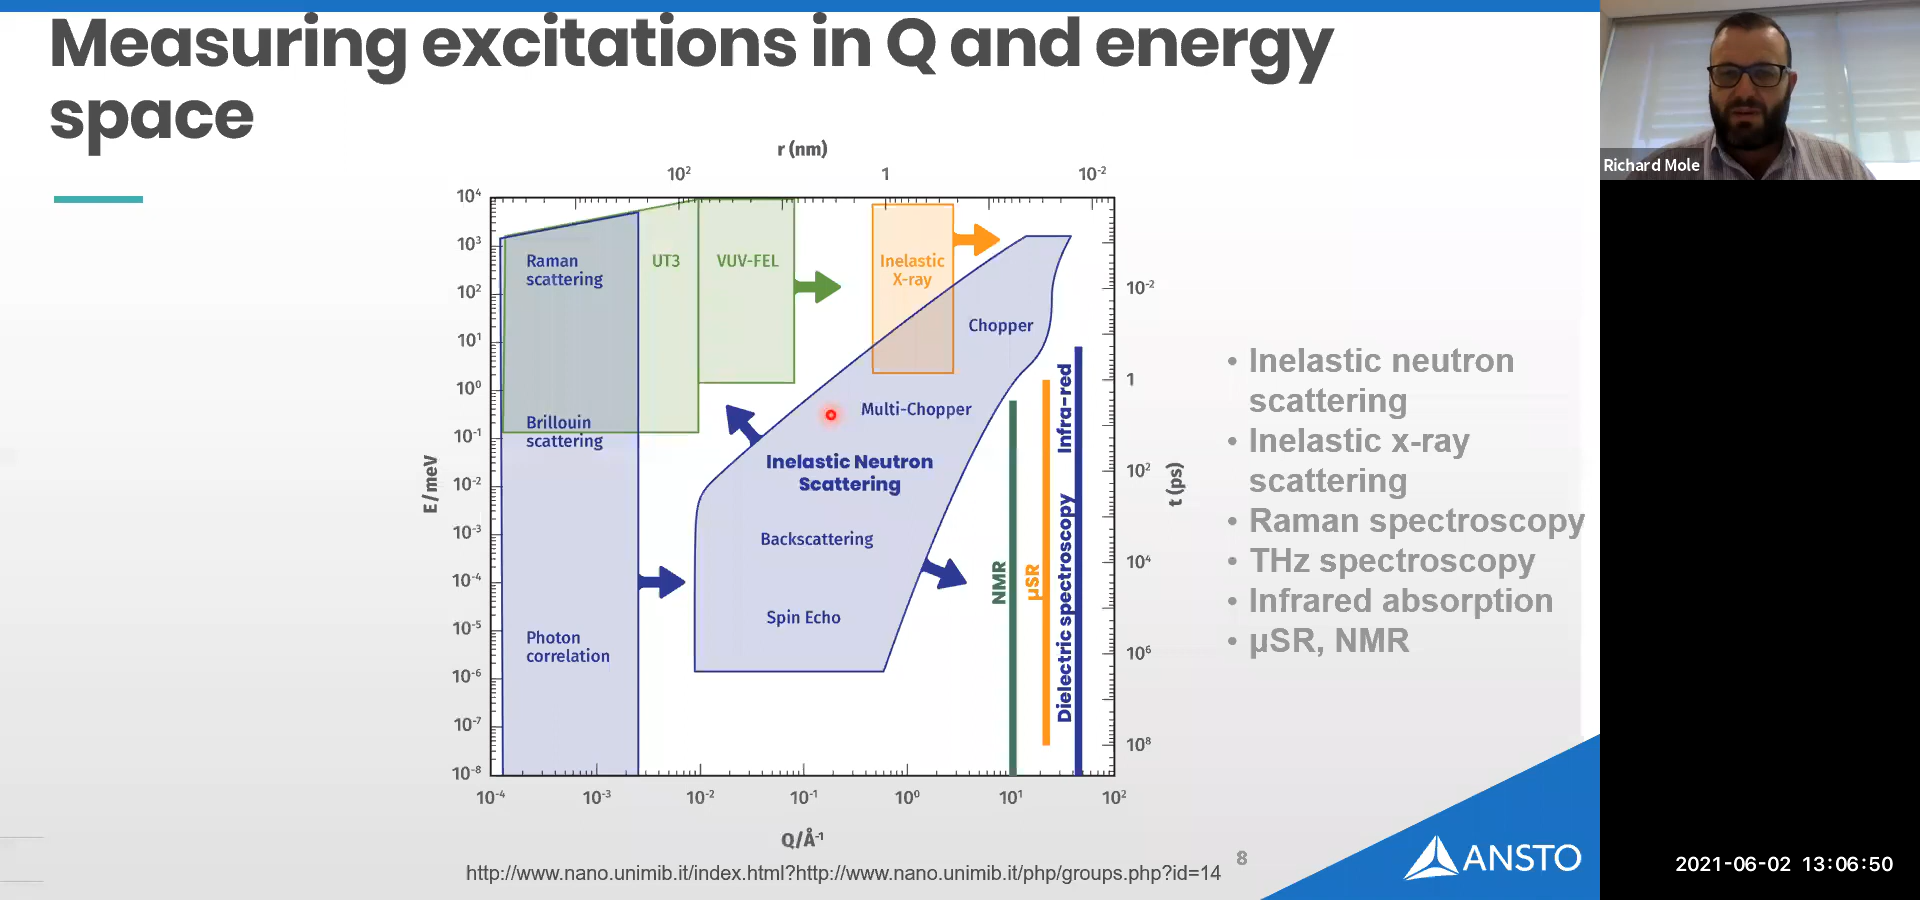 Measuring excitations in Q and energy
space
Richard Mole
r (nm)
10²
1
10⁻²
10⁴
10³
10²
10¹
10⁰
10⁻¹
10⁻²
10⁻³
10⁻⁴
10⁻⁵
10⁻⁶
10⁻⁷
10⁻⁸
E/meV
Raman
scattering
UT3
VUV-FEL
Inelastic
X-ray
Chopper
Brillouin
scattering
Multi-Chopper
Inelastic Neutron
Scattering
Backscattering
Spin Echo
Photon
correlation
NMR
µSR
Dielectric spectroscopy
Infra-red
10⁻²
1
10²
10⁴
10⁶
10⁸
t (ps)
10⁻⁴
10⁻³
10⁻²
10⁻¹
10⁰
10¹
10²
Q/Å⁻¹
• Inelastic neutron
scattering
• Inelastic x-ray
scattering
• Raman spectroscopy
• THz spectroscopy
• Infrared absorption
• µSR, NMR
http://www.nano.unimib.it/index.html?http://www.nano.unimib.it/php/groups.php?id=14
8
ANSTO
2021-06-02 13:06:50